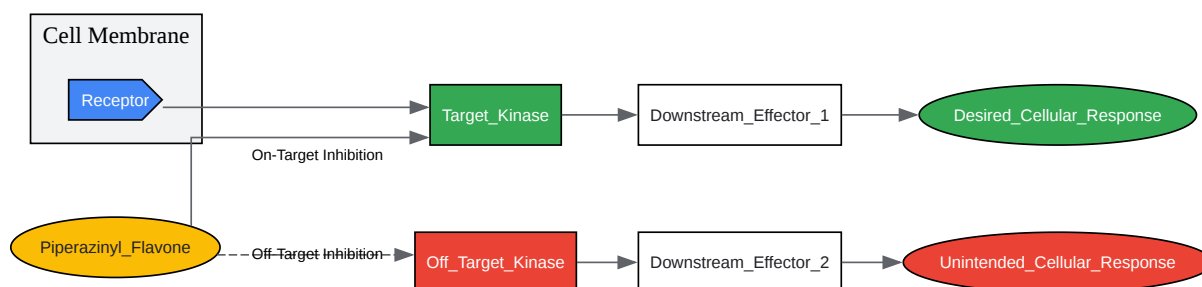 Cell Membrane
Receptor
Target_Kinase
Downstream_Effector_1
Desired_Cellular_Response
On-Target Inhibition
Piperazinyl_Flavone
Off-Target Inhibition
Off_Target_Kinase
Downstream_Effector_2
Unintended_Cellular_Response